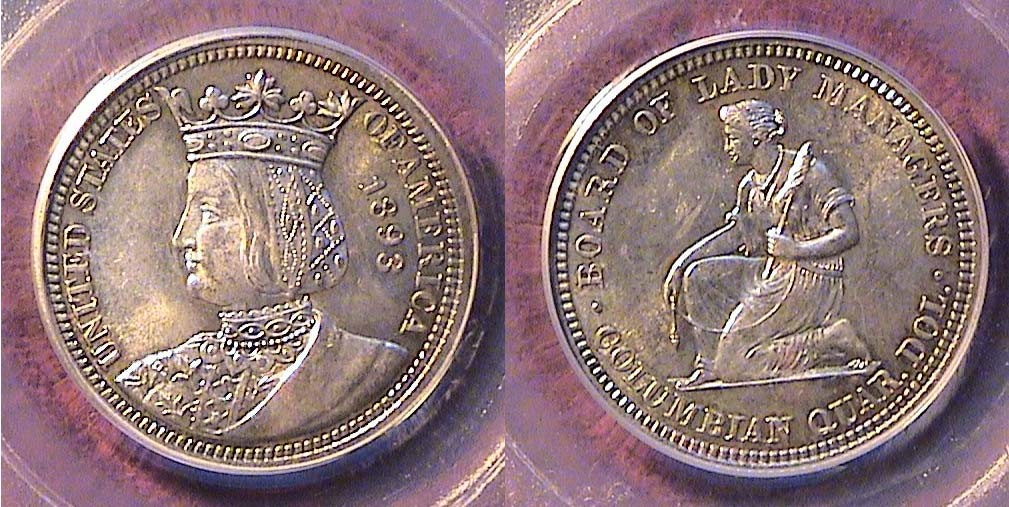 UNITED STATES OF AMERICA
1893
· BOARD OF LADY MANAGERS ·
COLUMBIAN QUAR. DOL.